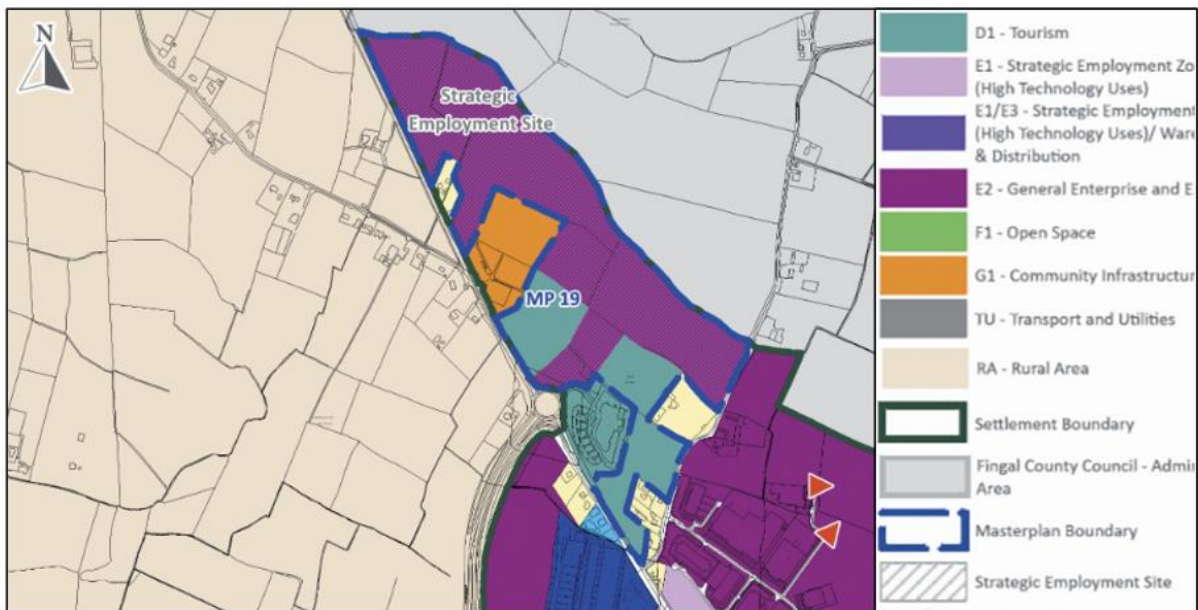 N
Strategic
Employment Site
MP 19
D1 - Tourism
E1 - Strategic Employment Zo
(High Technology Uses)
E1/E3 - Strategic Employment
(High Technology Uses)/ Ware
& Distribution
E2 - General Enterprise and E
F1 - Open Space
G1 - Community Infrastructur
TU - Transport and Utilities
RA - Rural Area
Settlement Boundary
Fingal County Council - Admi
Area
Masterplan Boundary
Strategic Employment Site